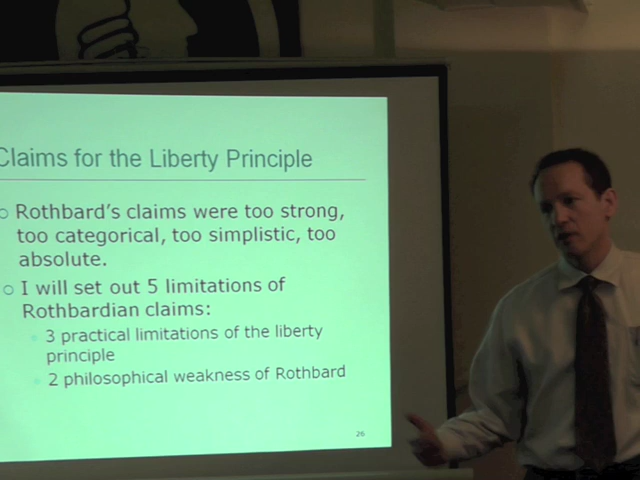 Claims for the Liberty Principle
Rothbard's claims were too strong,
too categorical, too simplistic, too
absolute.
I will set out 5 limitations of
Rothbardian claims:
3 practical limitations of the liberty
principle
2 philosophical weakness of Rothbard
26